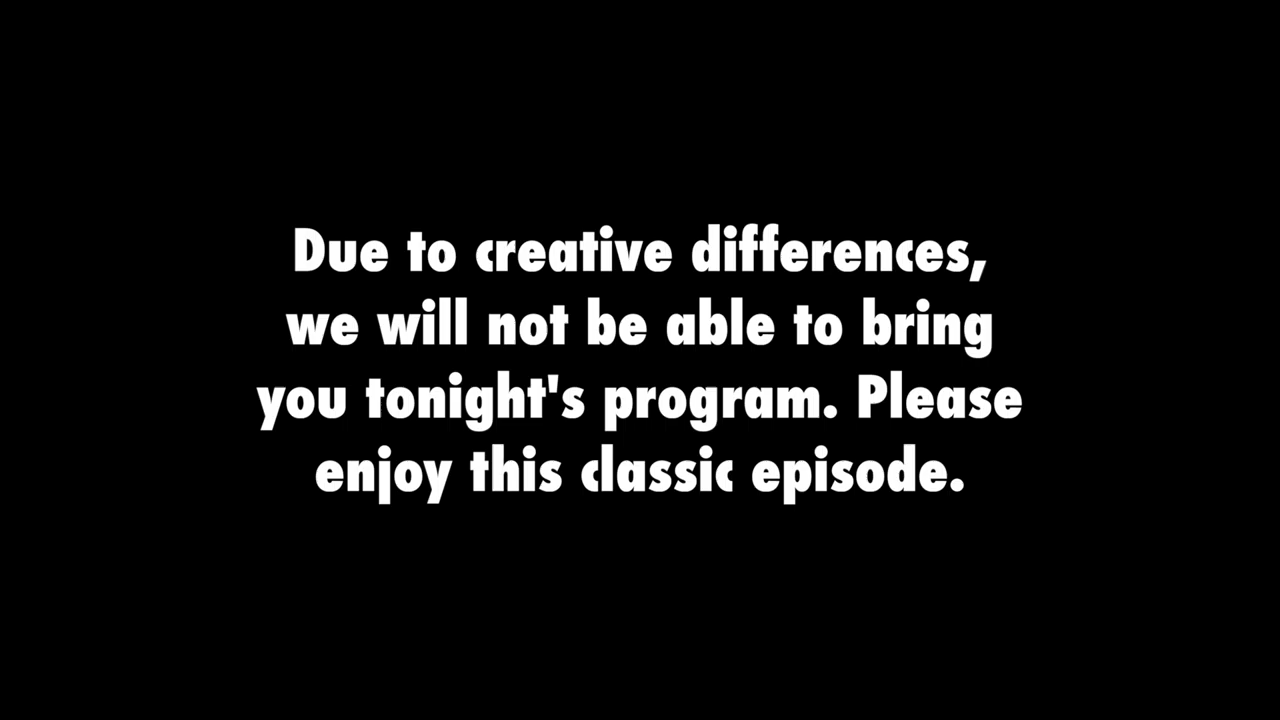 Due to creative differences,
we will not be able to bring
you tonight's program. Please
enjoy this classic episode.